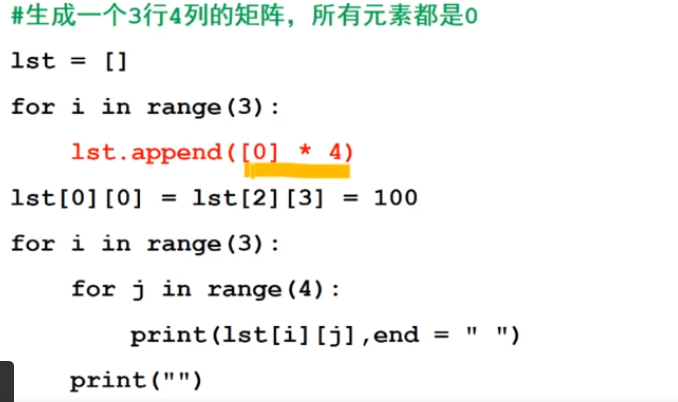 #生成一个3行4列的矩阵，所有元素都是0
lst = []
for i in range(3):
    lst.append([0] * 4)
lst[0][0] = lst[2][3] = 100
for i in range(3):
    for j in range(4):
        print(lst[i][j],end = " ")
    print("")